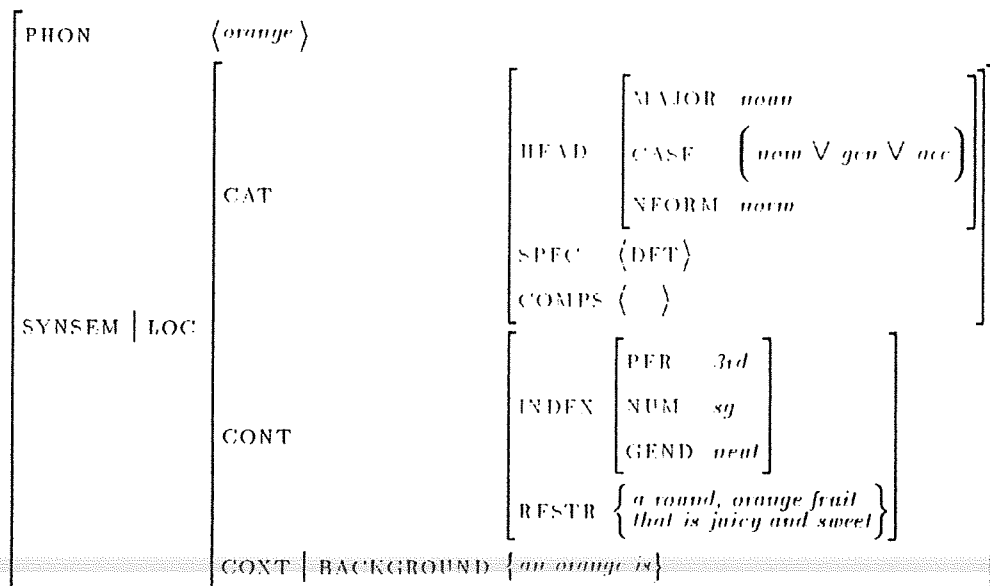 PHON ⟨orange⟩
MAJOR noun
HEAD CASE (nom ∨ gen ∨ acc)
CAT NFORM norm
SPEC ⟨DET⟩
COMPS ⟨ ⟩
SYNSEM | LOC
PER 3rd
INDEX NUM sg
CONT GEND neut
RESTR {a round, orange fruit
that is juicy and sweet}
CONT | BACKGROUND {an orange is}